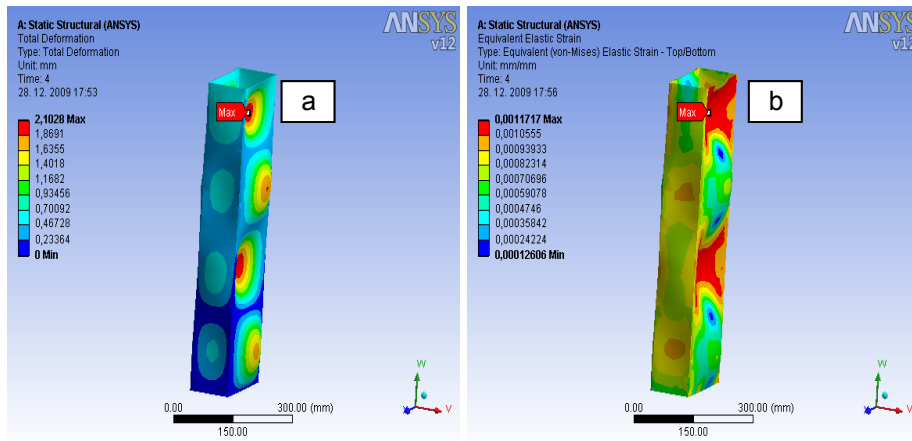 A: Static Structural (ANSYS)
Total Deformation
Type: Total Deformation
Unit: mm
Time: 4
28. 12. 2009 17:53
2,1028 Max
1,8691
1,6355
1,4018
1,1682
0,93456
0,70092
0,46728
0,23364
0 Min
ANSYS
v12
Max
a
0.00
300.00 (mm)
150.00
W
X
V
A: Static Structural (ANSYS)
Equivalent Elastic Strain
Type: Equivalent (von-Mises) Elastic Strain - Top/Bottom
Unit: mm/mm
Time: 4
28. 12. 2009 17:56
0,0011717 Max
0,0010555
0,00093933
0,00082314
0,00070696
0,00059078
0,0004746
0,00035842
0,00024224
0,00012606 Min
ANSYS
v12
Max
b
0.00
300.00 (mm)
150.00
W
X
V